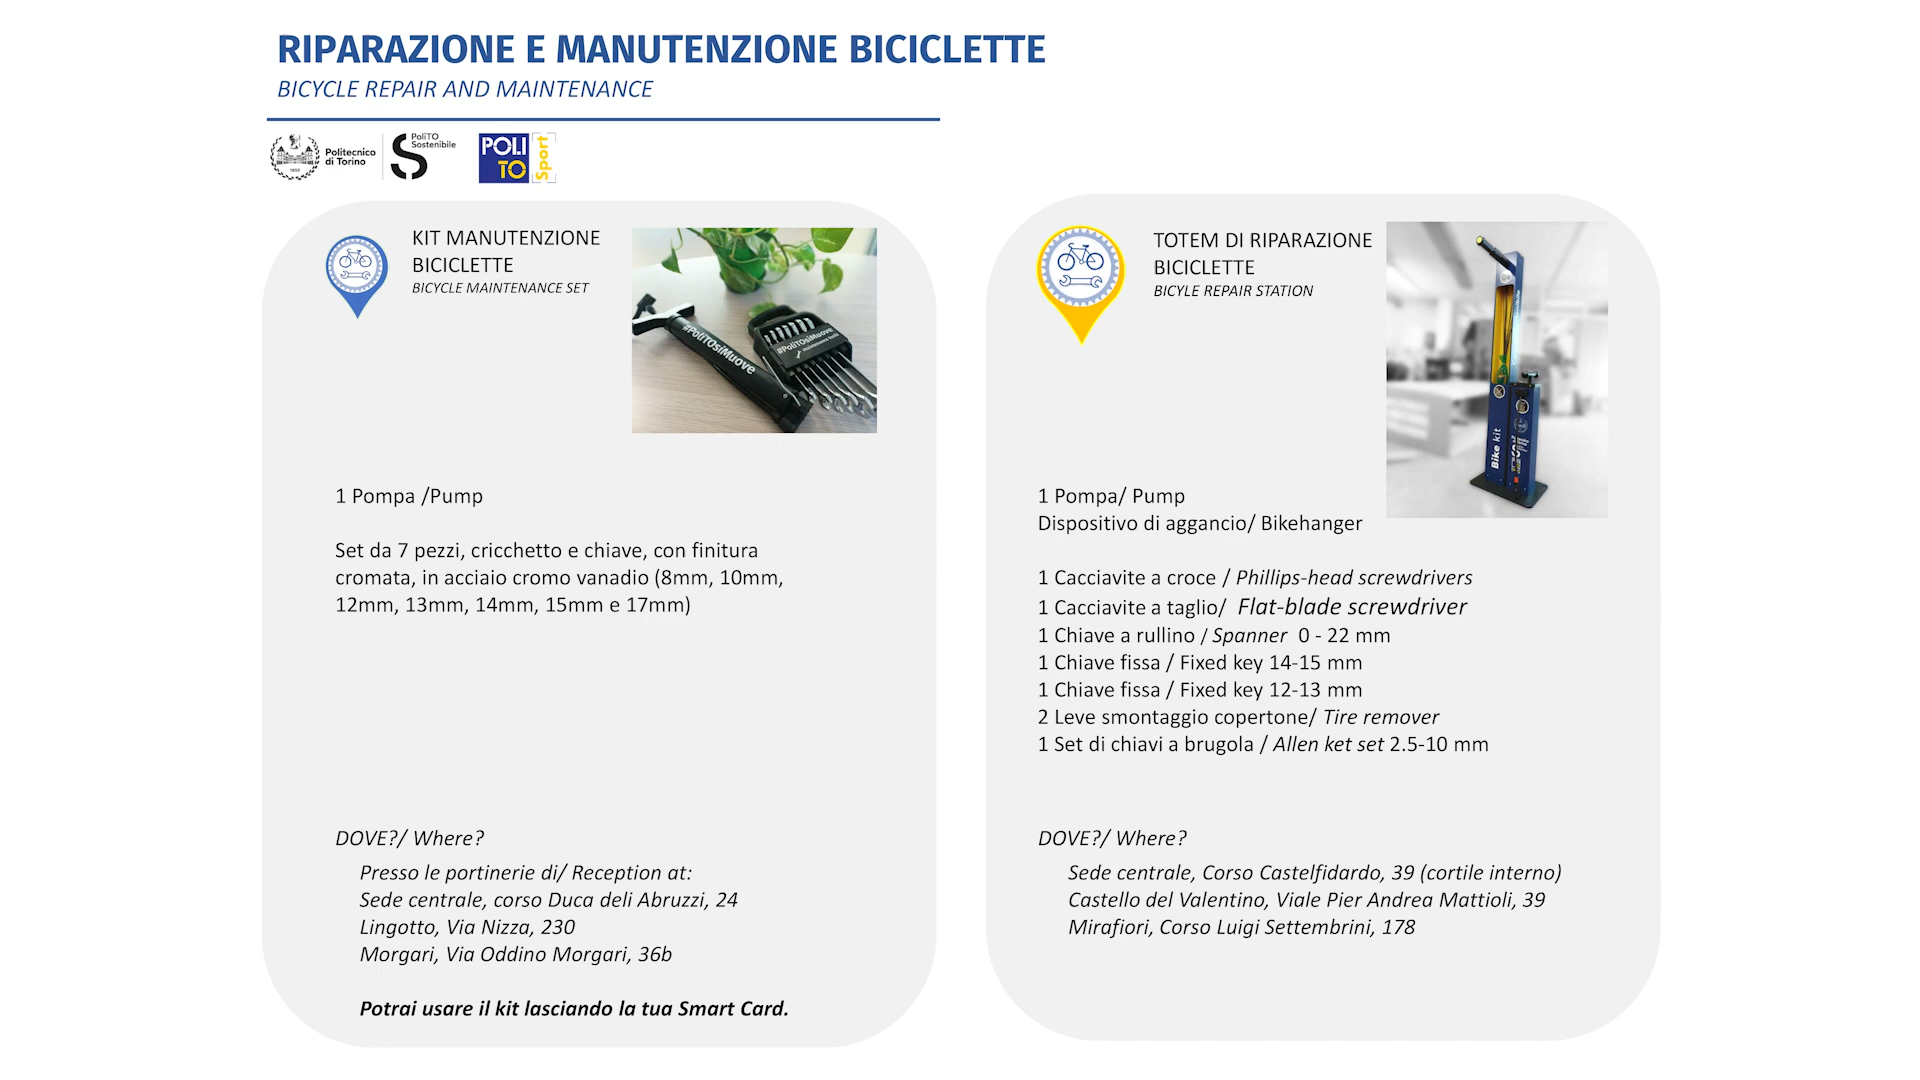 RIPARAZIONE E MANUTENZIONE BICICLETTE
BICYCLE REPAIR AND MAINTENANCE
Politecnico
di Torino
1859
PoliTO
Sostenibile
POLI
TO
Sport
KIT MANUTENZIONE
BICICLETTE
BICYCLE MAINTENANCE SET
#PoliTOsiMuove
#PoliTOsiMuove
1 Pompa /Pump
Set da 7 pezzi, cricchetto e chiave, con finitura
cromata, in acciaio cromo vanadio (8mm, 10mm,
12mm, 13mm, 14mm, 15mm e 17mm)
DOVE?/ Where?
Presso le portinerie di/ Reception at:
Sede centrale, corso Duca deli Abruzzi, 24
Lingotto, Via Nizza, 230
Morgari, Via Oddino Morgari, 36b
Potrai usare il kit lasciando la tua Smart Card.
TOTEM DI RIPARAZIONE
BICICLETTE
BICYLE REPAIR STATION
Bike kit
1 Pompa/ Pump
Dispositivo di aggancio/ Bikehanger
1 Cacciavite a croce / Phillips-head screwdrivers
1 Cacciavite a taglio/ Flat-blade screwdriver
1 Chiave a rullino / Spanner 0 - 22 mm
1 Chiave fissa / Fixed key 14-15 mm
1 Chiave fissa / Fixed key 12-13 mm
2 Leve smontaggio copertone/ Tire remover
1 Set di chiavi a brugola / Allen ket set 2.5-10 mm
DOVE?/ Where?
Sede centrale, Corso Castelfidardo, 39 (cortile interno)
Castello del Valentino, Viale Pier Andrea Mattioli, 39
Mirafiori, Corso Luigi Settembrini, 178